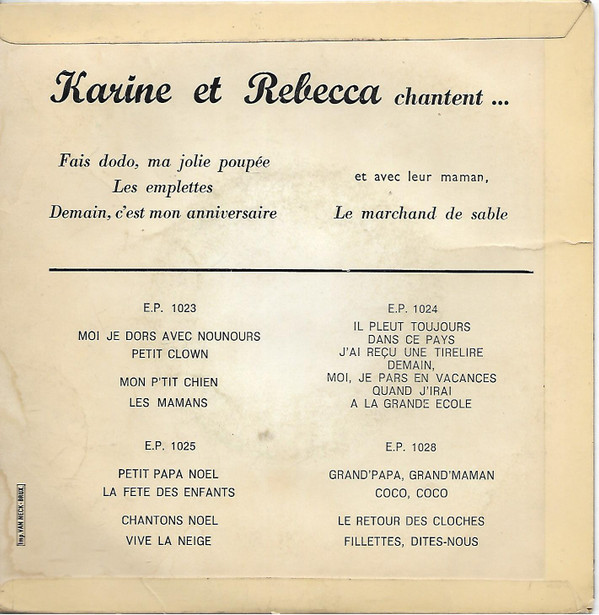 Karine et Rebecca chantent ...
Fais dodo, ma jolie poupée
Les emplettes
Demain, c'est mon anniversaire
et avec leur maman,
Le marchand de sable
E.P. 1023
MOI JE DORS AVEC NOUNOURS
PETIT CLOWN
MON P'TIT CHIEN
LES MAMANS
E.P. 1024
IL PLEUT TOUJOURS
DANS CE PAYS
J'AI REÇU UNE TIRELIRE
DEMAIN,
MOI, JE PARS EN VACANCES
QUAND J'IRAI
A LA GRANDE ECOLE
E.P. 1025
PETIT PAPA NOEL
LA FETE DES ENFANTS
CHANTONS NOEL
VIVE LA NEIGE
E.P. 1028
GRAND'PAPA, GRAND'MAMAN
COCO, COCO
LE RETOUR DES CLOCHES
FILLETTES, DITES-NOUS
Imp. VAN NECK - BRUX.